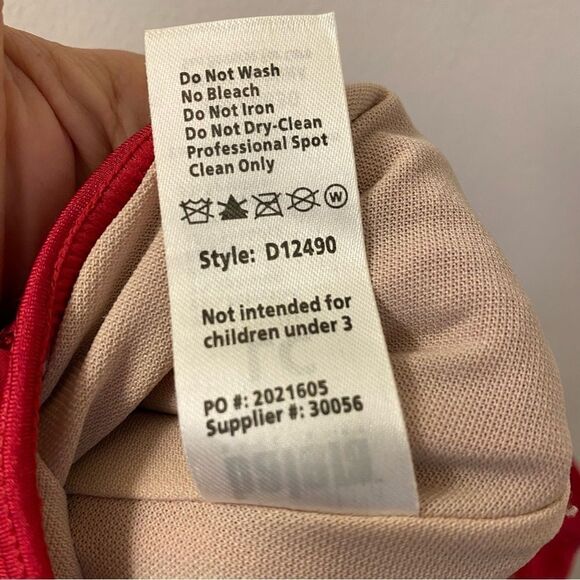 Do Not Wash
No Bleach
Do Not Iron
Do Not Dry-Clean
Professional Spot
Clean Only
W
Style: D12490
Not intended for
children under 3
PO #: 2021605
Supplier #: 30056